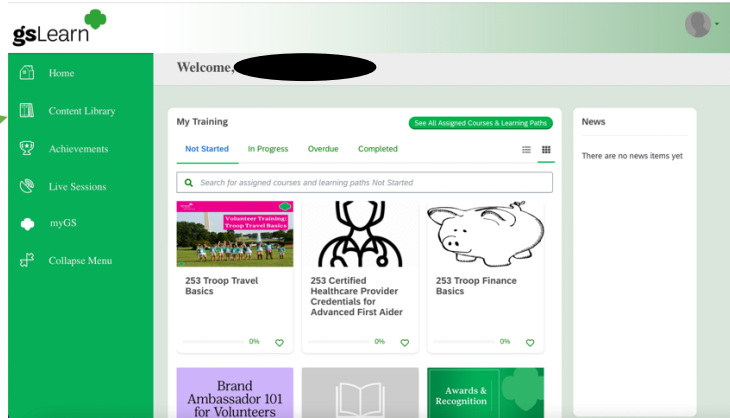 gsLearn
Home
Content Library
Achievements
Live Sessions
myGS
Collapse Menu
Welcome,
My Training
See All Assigned Courses & Learning Paths
Not Started
In Progress
Overdue
Completed
Search for assigned courses and learning paths Not Started
Volunteer Training:
Troop Travel Basics
253 Troop Travel
Basics
0%
253 Certified
Healthcare Provider
Credentials for
Advanced First Aider
0%
253 Troop Finance
Basics
0%
Brand
Ambassador 101
for Volunteers
Awards &
Recognition
News
There are no news items yet